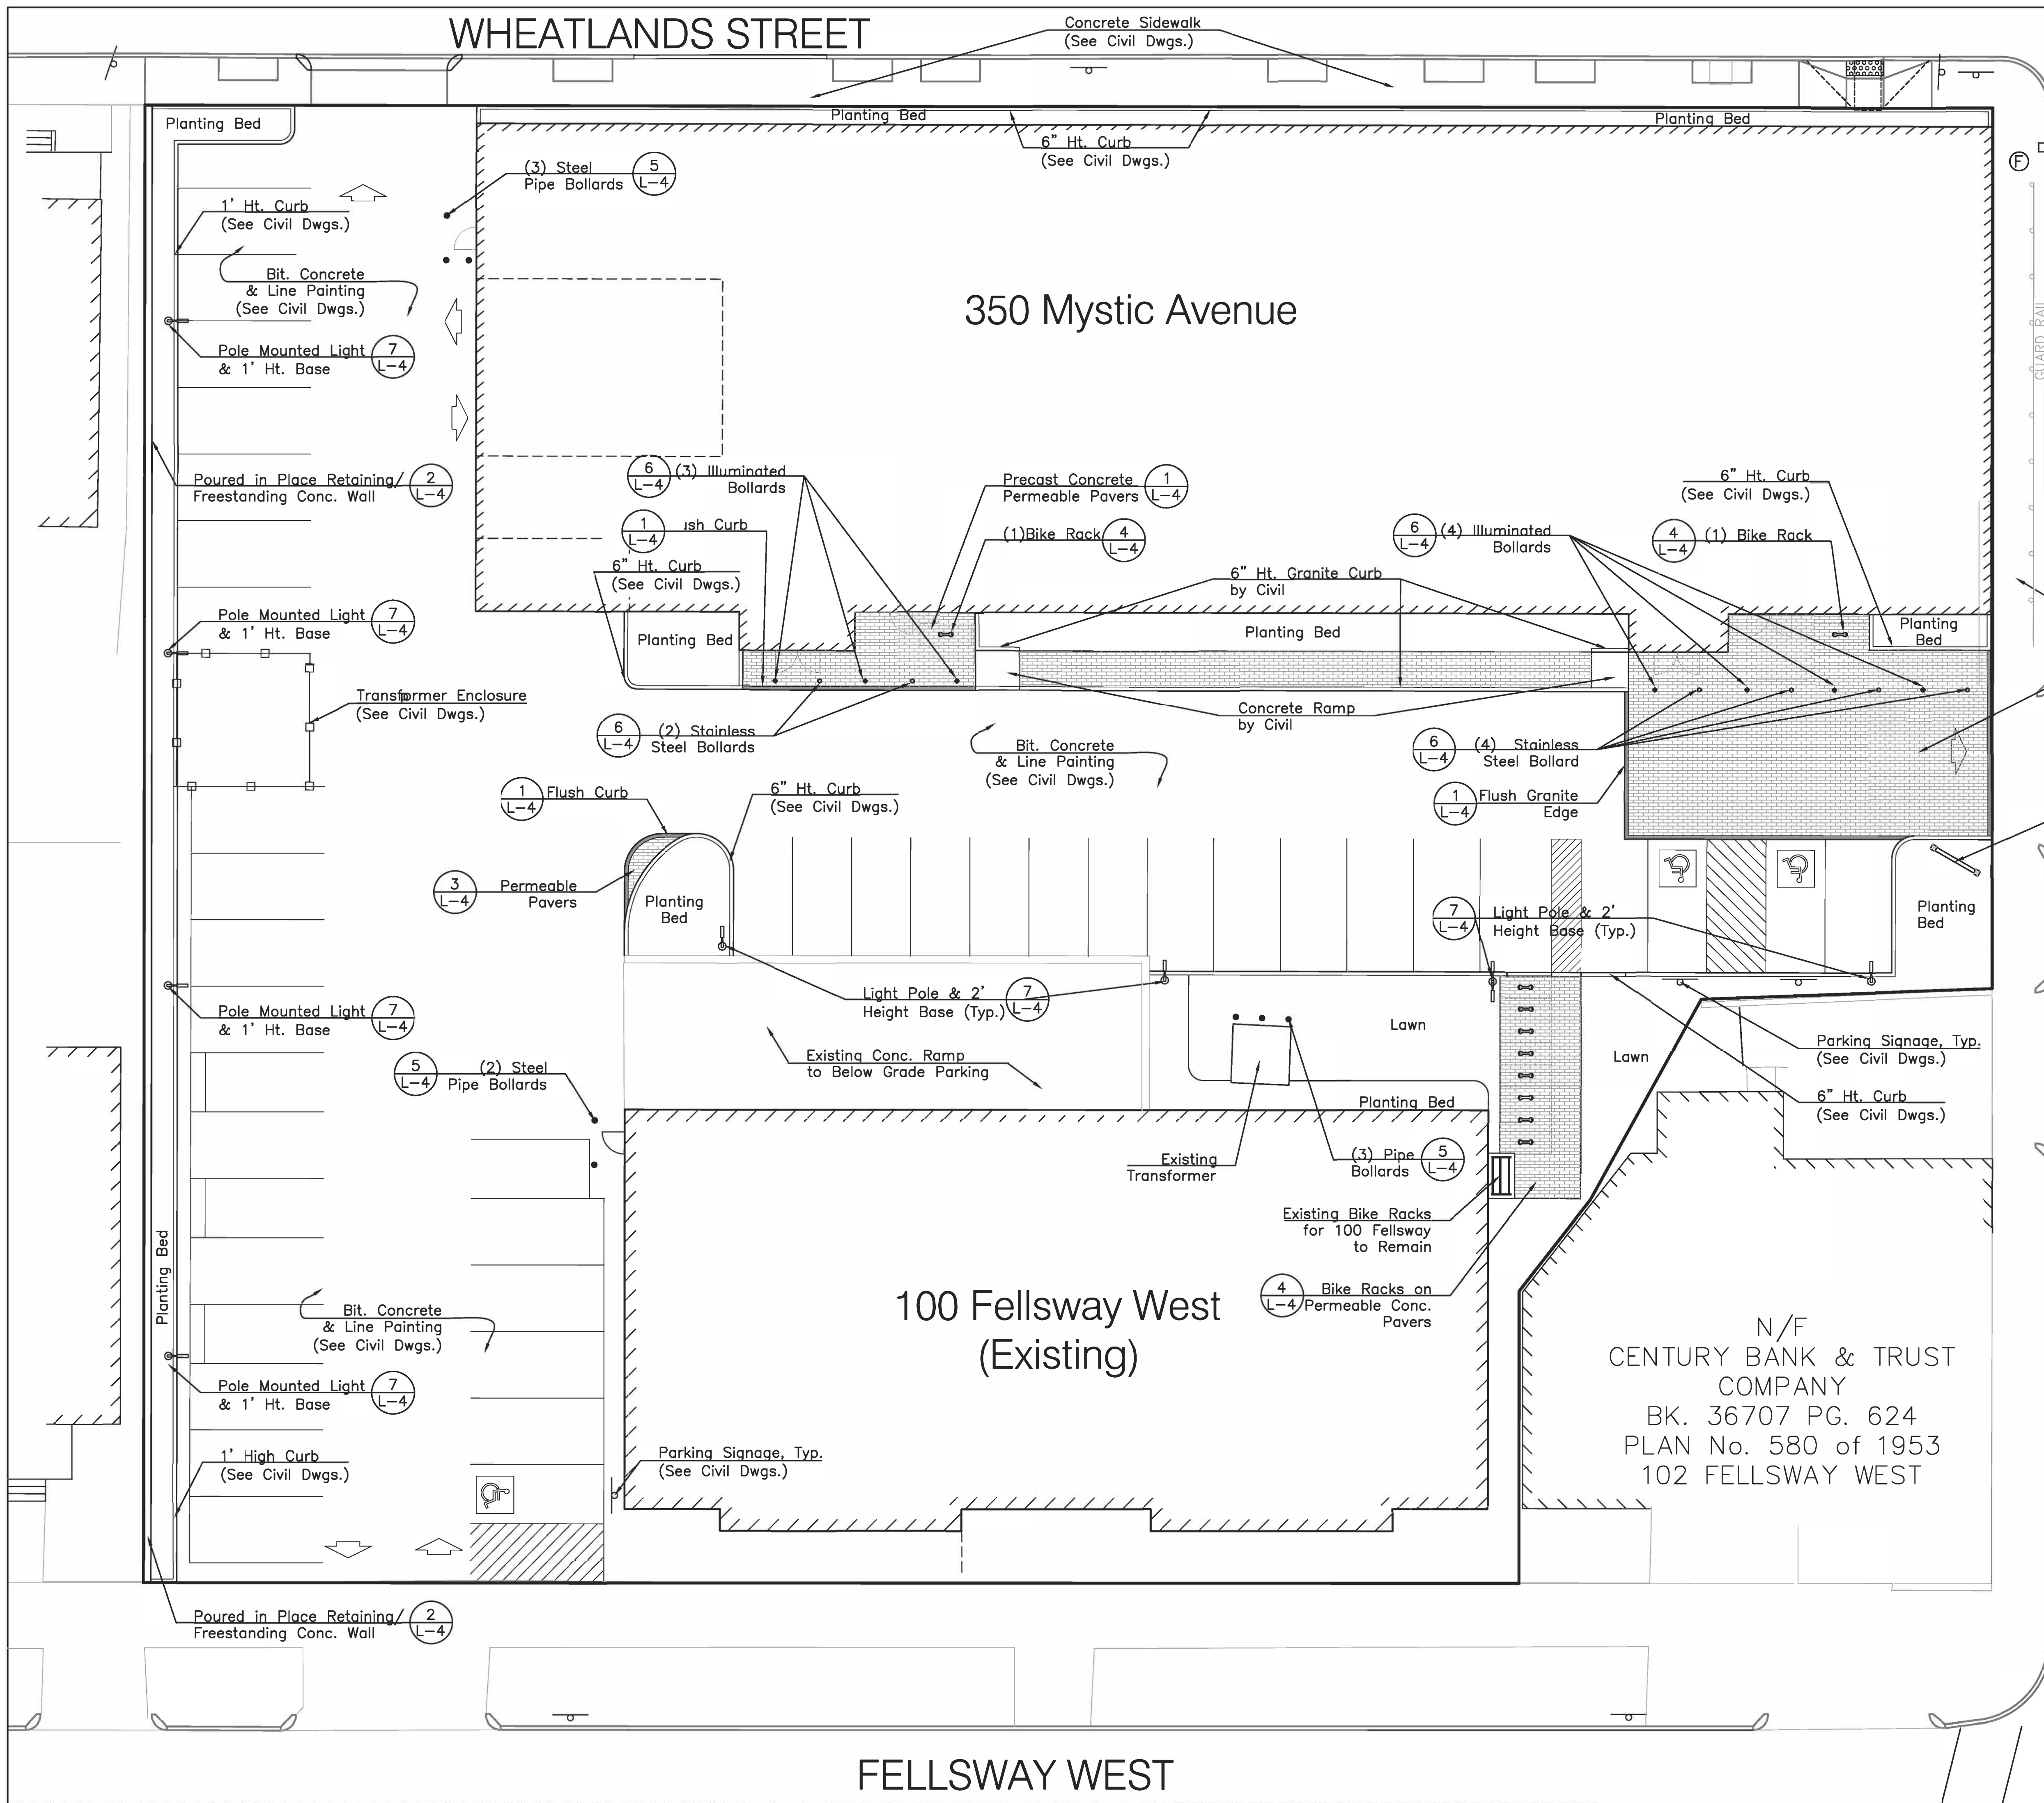 WHEATLANDS STREET
Concrete Sidewalk
(See Civil Dwgs.)
Planting Bed
Planting Bed
Planting Bed
6" Ht. Curb
(See Civil Dwgs.)
F
(3) Steel
Pipe Bollards
5
L-4
1' Ht. Curb
(See Civil Dwgs.)
Bit. Concrete
& Line Painting
(See Civil Dwgs.)
350 Mystic Avenue
GUARD RAIL
Pole Mounted Light
& 1' Ht. Base
7
L-4
Poured in Place Retaining/
Freestanding Conc. Wall
2
L-4
6
L-4
(3) Illuminated
Bollards
Precast Concrete
Permeable Pavers
1
L-4
6" Ht. Curb
(See Civil Dwgs.)
1
L-4
ush Curb
(1)Bike Rack
4
L-4
6
L-4
(4) Illuminated
Bollards
4
L-4
(1) Bike Rack
6" Ht. Curb
(See Civil Dwgs.)
6" Ht. Granite Curb
by Civil
Pole Mounted Light
& 1' Ht. Base
7
L-4
Planting Bed
Planting Bed
Planting
Bed
Transformer Enclosure
(See Civil Dwgs.)
6
L-4
(2) Stainless
Steel Bollards
Concrete Ramp
by Civil
Bit. Concrete
& Line Painting
(See Civil Dwgs.)
6
L-4
(4) Stainless
Steel Bollard
1
L-4
Flush Curb
6" Ht. Curb
(See Civil Dwgs.)
1
L-4
Flush Granite
Edge
3
L-4
Permeable
Pavers
Planting
Bed
7
L-4
Light Pole & 2'
Height Base (Typ.)
Planting
Bed
Light Pole & 2'
Height Base (Typ.)
7
L-4
Pole Mounted Light
& 1' Ht. Base
7
L-4
Lawn
Lawn
Existing Conc. Ramp
to Below Grade Parking
Parking Signage, Typ.
(See Civil Dwgs.)
5
L-4
(2) Steel
Pipe Bollards
6" Ht. Curb
(See Civil Dwgs.)
Planting Bed
Existing
Transformer
(3) Pipe
Bollards
5
L-4
Existing Bike Racks
for 100 Fellsway
to Remain
4
L-4
Bike Racks on
Permeable Conc.
Pavers
Planting Bed
Bit. Concrete
& Line Painting
(See Civil Dwgs.)
100 Fellsway West
(Existing)
Pole Mounted Light
& 1' Ht. Base
7
L-4
N/F
CENTURY BANK & TRUST
COMPANY
BK. 36707 PG. 624
PLAN No. 580 of 1953
102 FELLSWAY WEST
1' High Curb
(See Civil Dwgs.)
Parking Signage, Typ.
(See Civil Dwgs.)
Poured in Place Retaining/
Freestanding Conc. Wall
2
L-4
FELLSWAY WEST